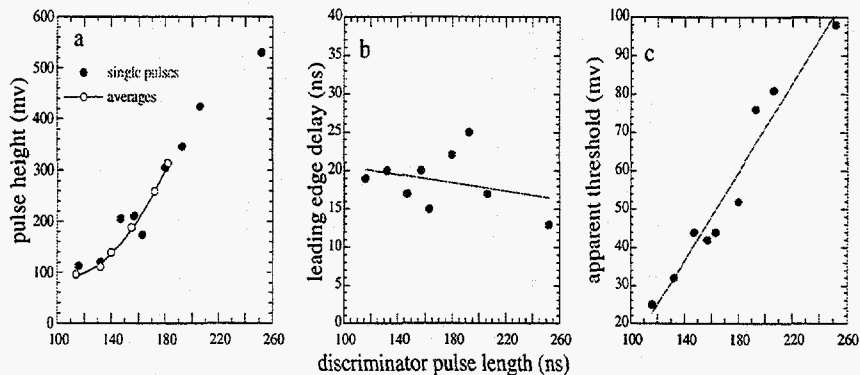 a
single pulses
averages
pulse height (mv)
600
500
400
300
200
100
0
100 140 180 220 260
b
leading edge delay (ns)
40
35
30
25
20
15
10
5
0
100 140 180 220 260
c
apparent threshold (mv)
100
90
80
70
60
50
40
30
20
100 140 180 220 260
discriminator pulse length (ns)